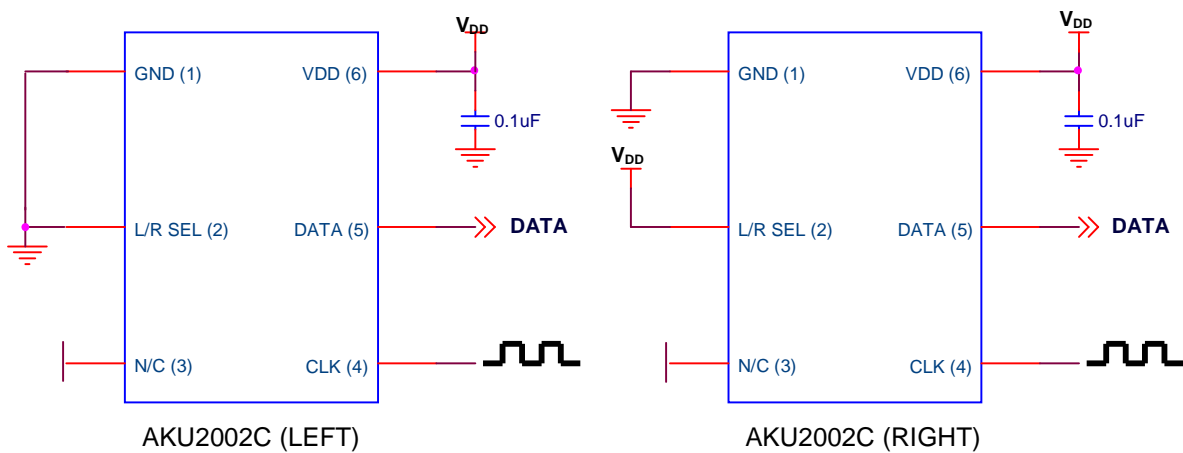 VDD
GND (1)
VDD (6)
0.1uF
L/R SEL (2)
DATA (5)
DATA
N/C (3)
CLK (4)
AKU2002C (LEFT)
VDD
GND (1)
VDD (6)
0.1uF
VDD
L/R SEL (2)
DATA (5)
DATA
N/C (3)
CLK (4)
AKU2002C (RIGHT)